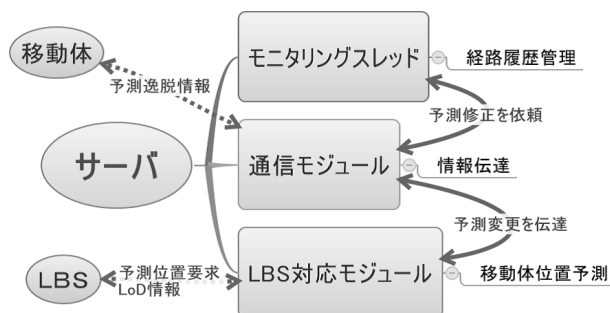 移動体
モニタリングスレッド
経路履歴管理
予測逸脱情報
予測修正を依頼
サーバ
通信モジュール
情報伝達
予測変更を伝達
LBS
予測位置要求
LoD情報
LBS対応モジュール
移動体位置予測